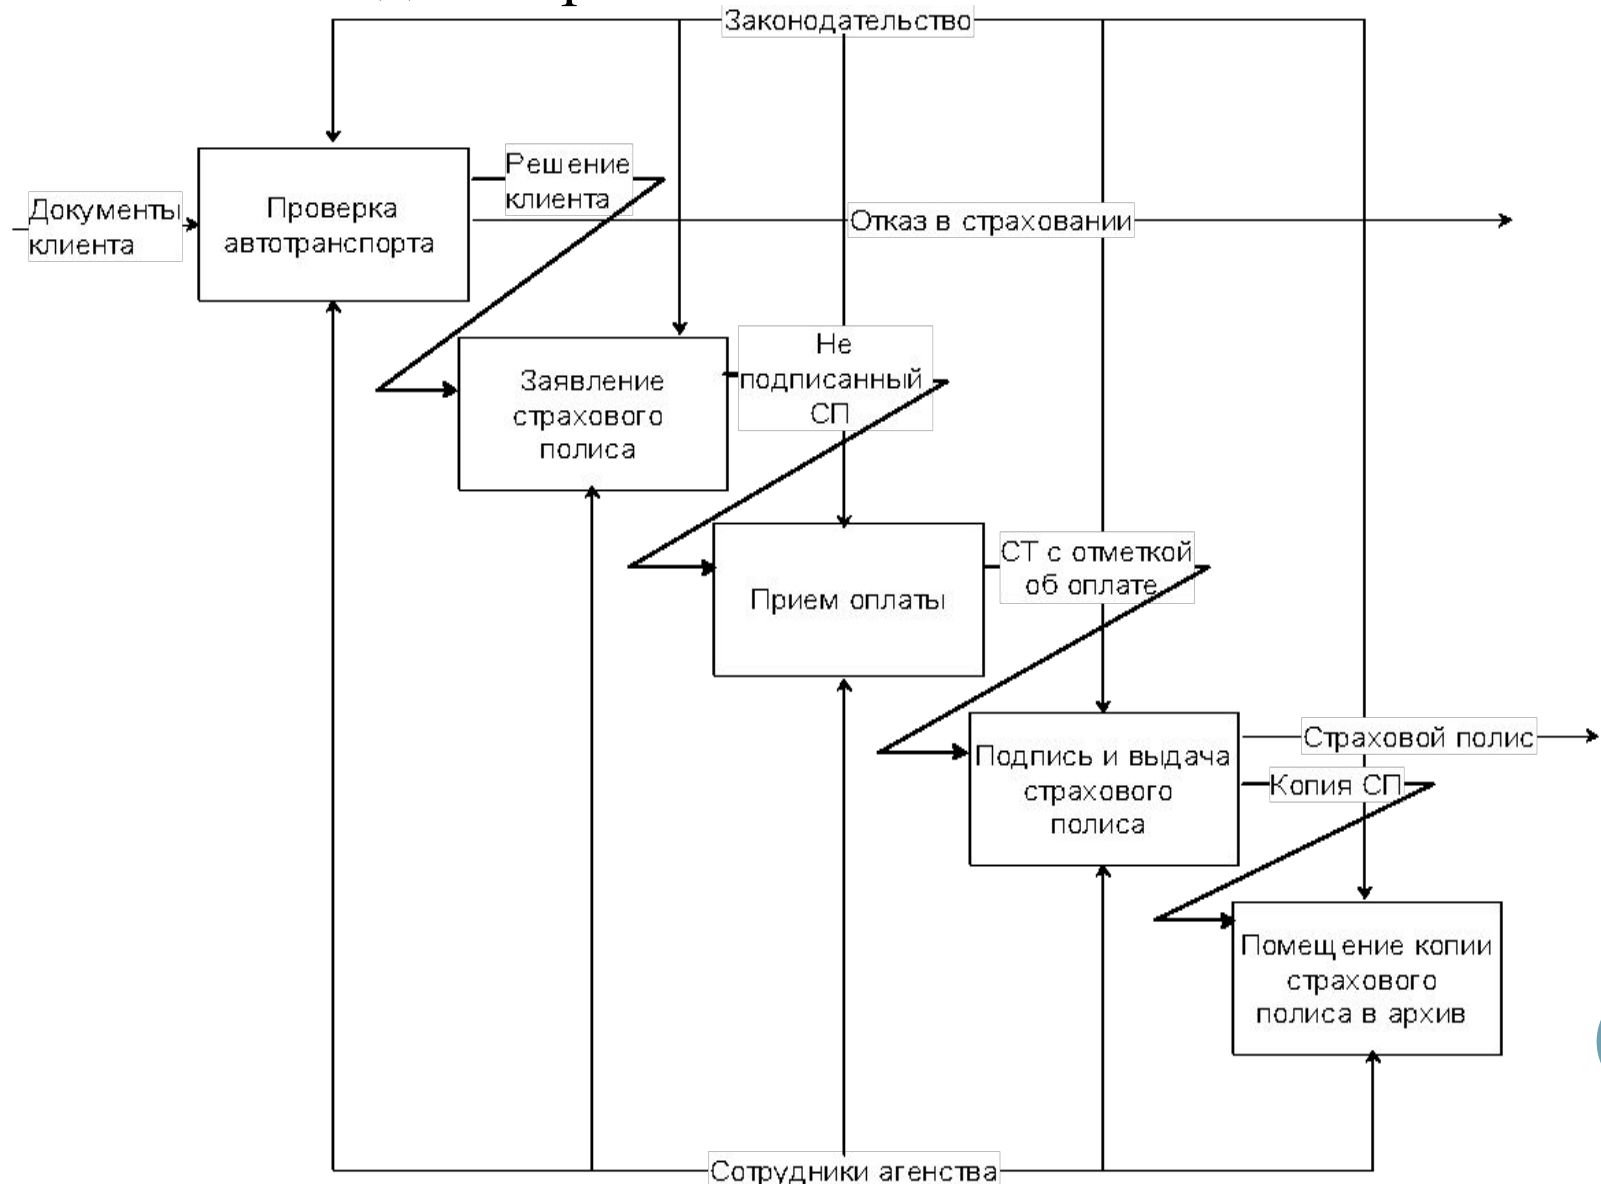 Законодательство
Решение
клиента
Документы
клиента
Проверка
автотранспорта
Отказ в страховании
Не
подписанный
СП
Заявление
страхового
полиса
СТ с отметкой
об оплате
Прием оплаты
Страховой полис
Подпись и выдача
страхового
полиса
Копия СП
Помещение копии
страхового
полиса в архив
Сотрудники агенства